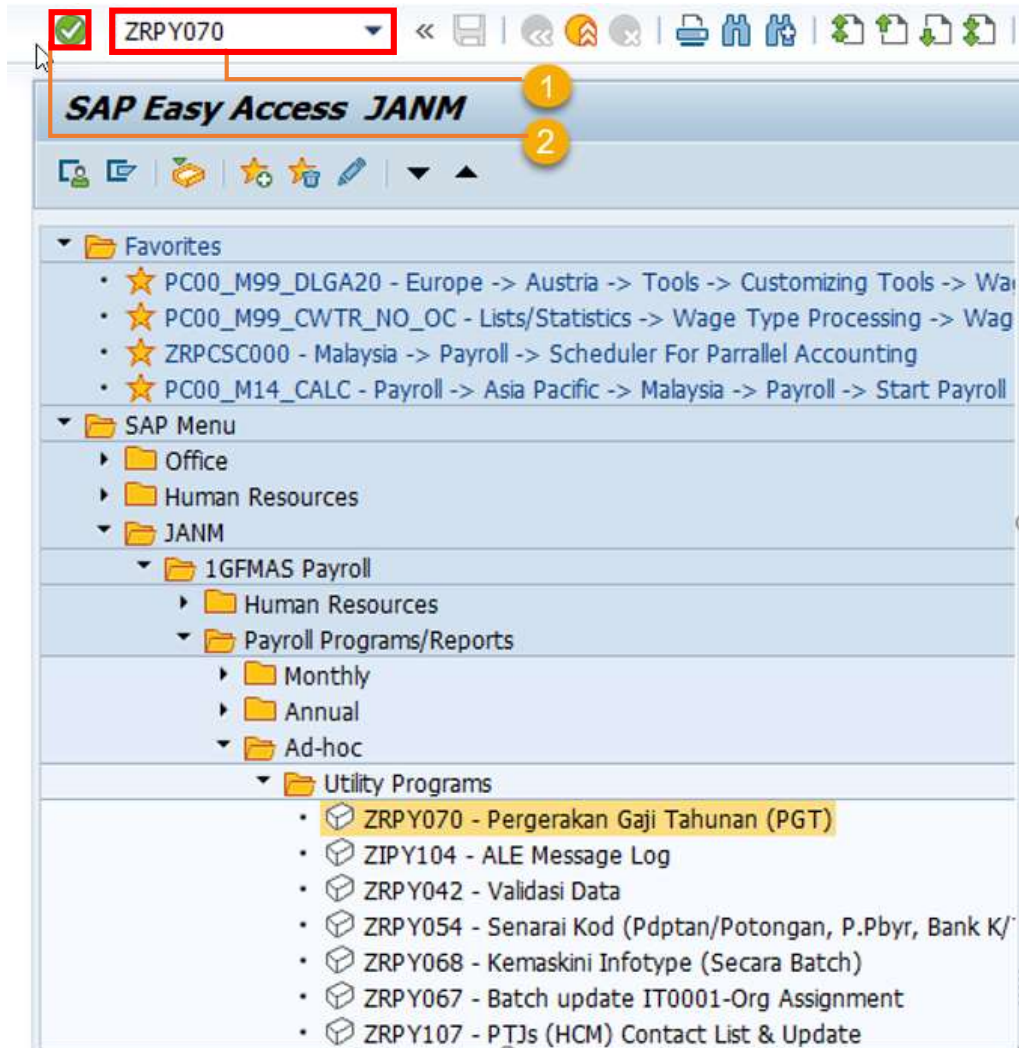 ZRPY070
1
SAP Easy Access JANM
2
Favorites
PC00_M99_DLGA20 - Europe -> Austria -> Tools -> Customizing Tools -> Wag
PC00_M99_CWTR_NO_OC - Lists/Statistics -> Wage Type Processing -> Wag
ZRPCSC000 - Malaysia -> Payroll -> Scheduler For Parrallel Accounting
PC00_M14_CALC - Payroll -> Asia Pacific -> Malaysia -> Payroll -> Start Payroll
SAP Menu
Office
Human Resources
JANM
1GFMAS Payroll
Human Resources
Payroll Programs/Reports
Monthly
Annual
Ad-hoc
Utility Programs
ZRPY070 - Pergerakan Gaji Tahunan (PGT)
ZIPY104 - ALE Message Log
ZRPY042 - Validasi Data
ZRPY054 - Senarai Kod (Pdptan/Potongan, P.Pbyr, Bank K/
ZRPY068 - Kemaskini Infotype (Secara Batch)
ZRPY067 - Batch update IT0001-Org Assignment
ZRPY107 - PTJs (HCM) Contact List & Update